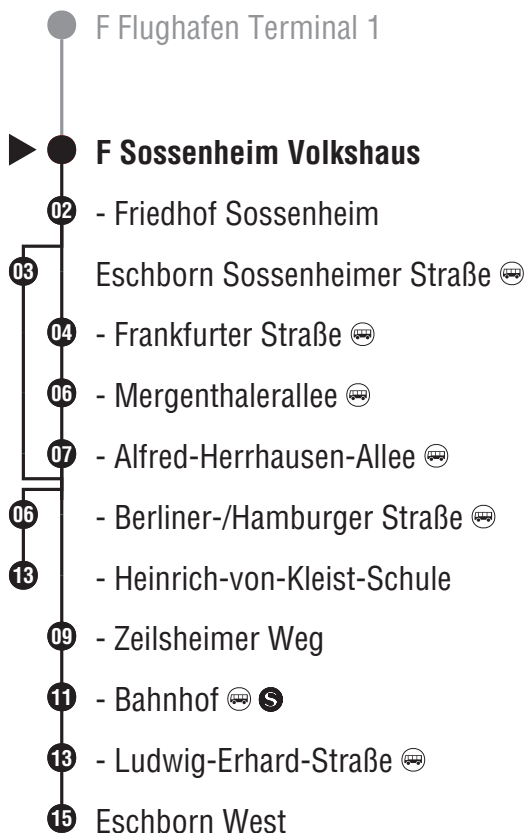 F Flughafen Terminal 1
F Sossenheim Volkshaus
02 - Friedhof Sossenheim
03 Eschborn Sossenheimer Straße
04 - Frankfurter Straße
06 - Mergenthalerallee
07 - Alfred-Herrhausen-Allee
06 - Berliner-/Hamburger Straße
13 - Heinrich-von-Kleist-Schule
09 - Zeilsheimer Weg
11 - Bahnhof S
13 - Ludwig-Erhard-Straße
15 Eschborn West